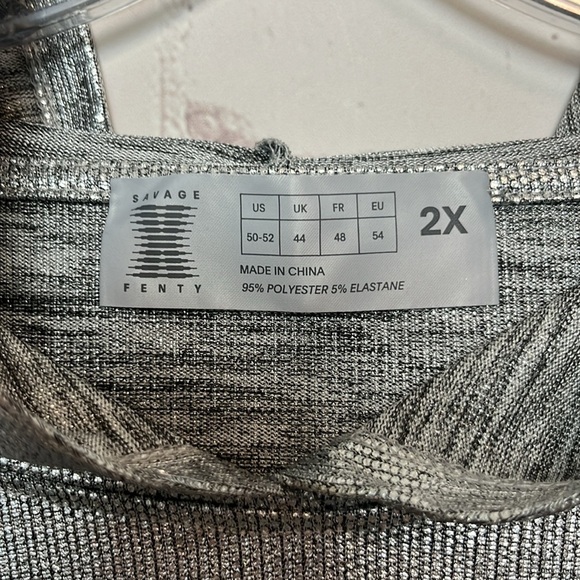 SAVAGE
FENTY
US UK FR EU
50-52 44 48 54
2X
MADE IN CHINA
95% POLYESTER 5% ELASTANE